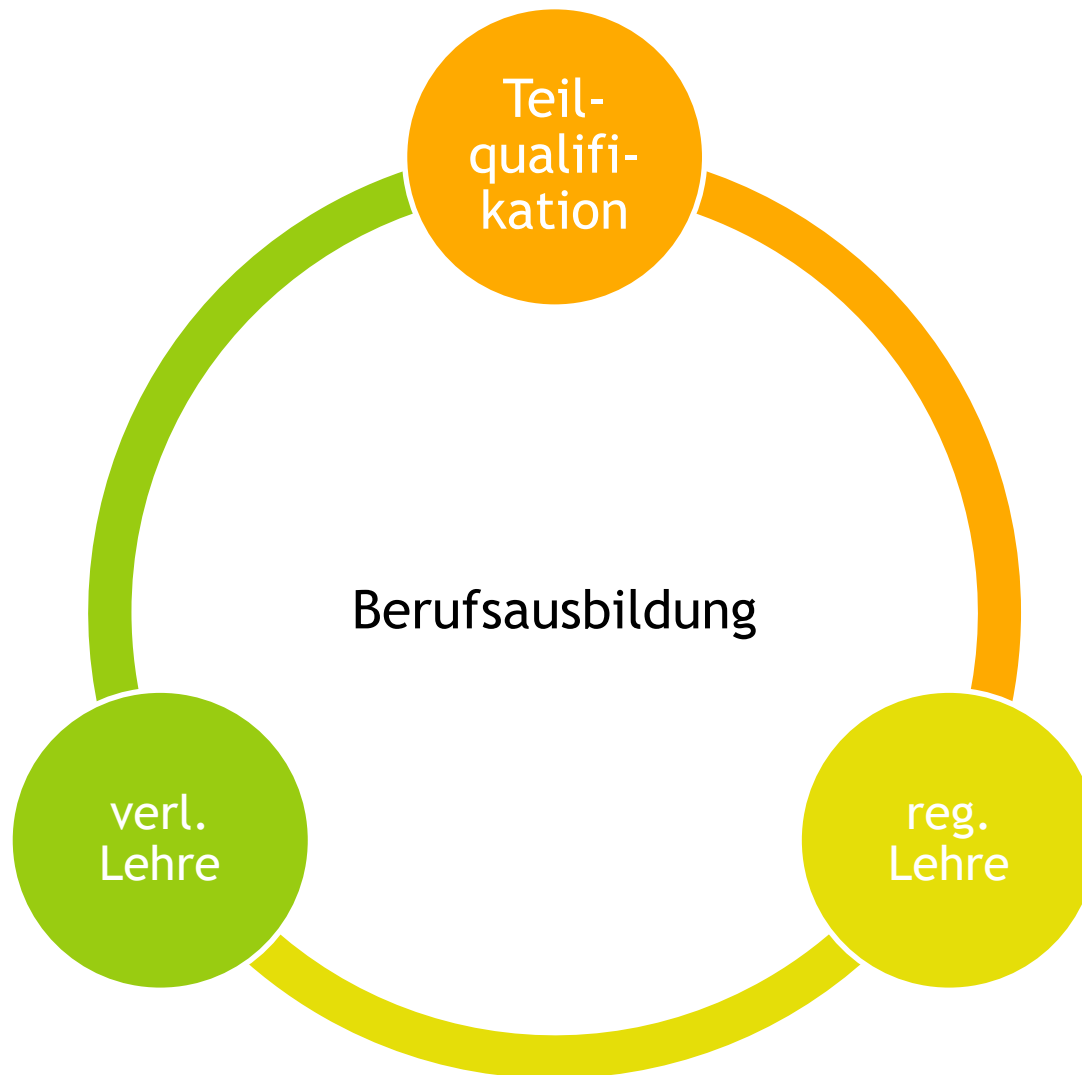 Teil-
qualifi-
kation
Berufsausbildung
verl.
Lehre
reg.
Lehre